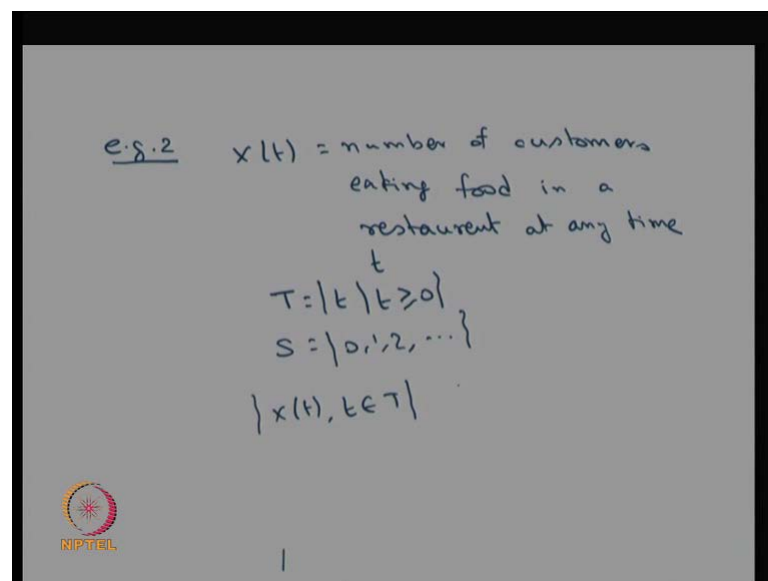 e.g.2 x(t) = number of customers
eating food in a
restaurent at any time
t
T = {t | t ≥ 0}
S = {0, 1, 2, ...}
{x(t), t ∈ T}
NPTEL